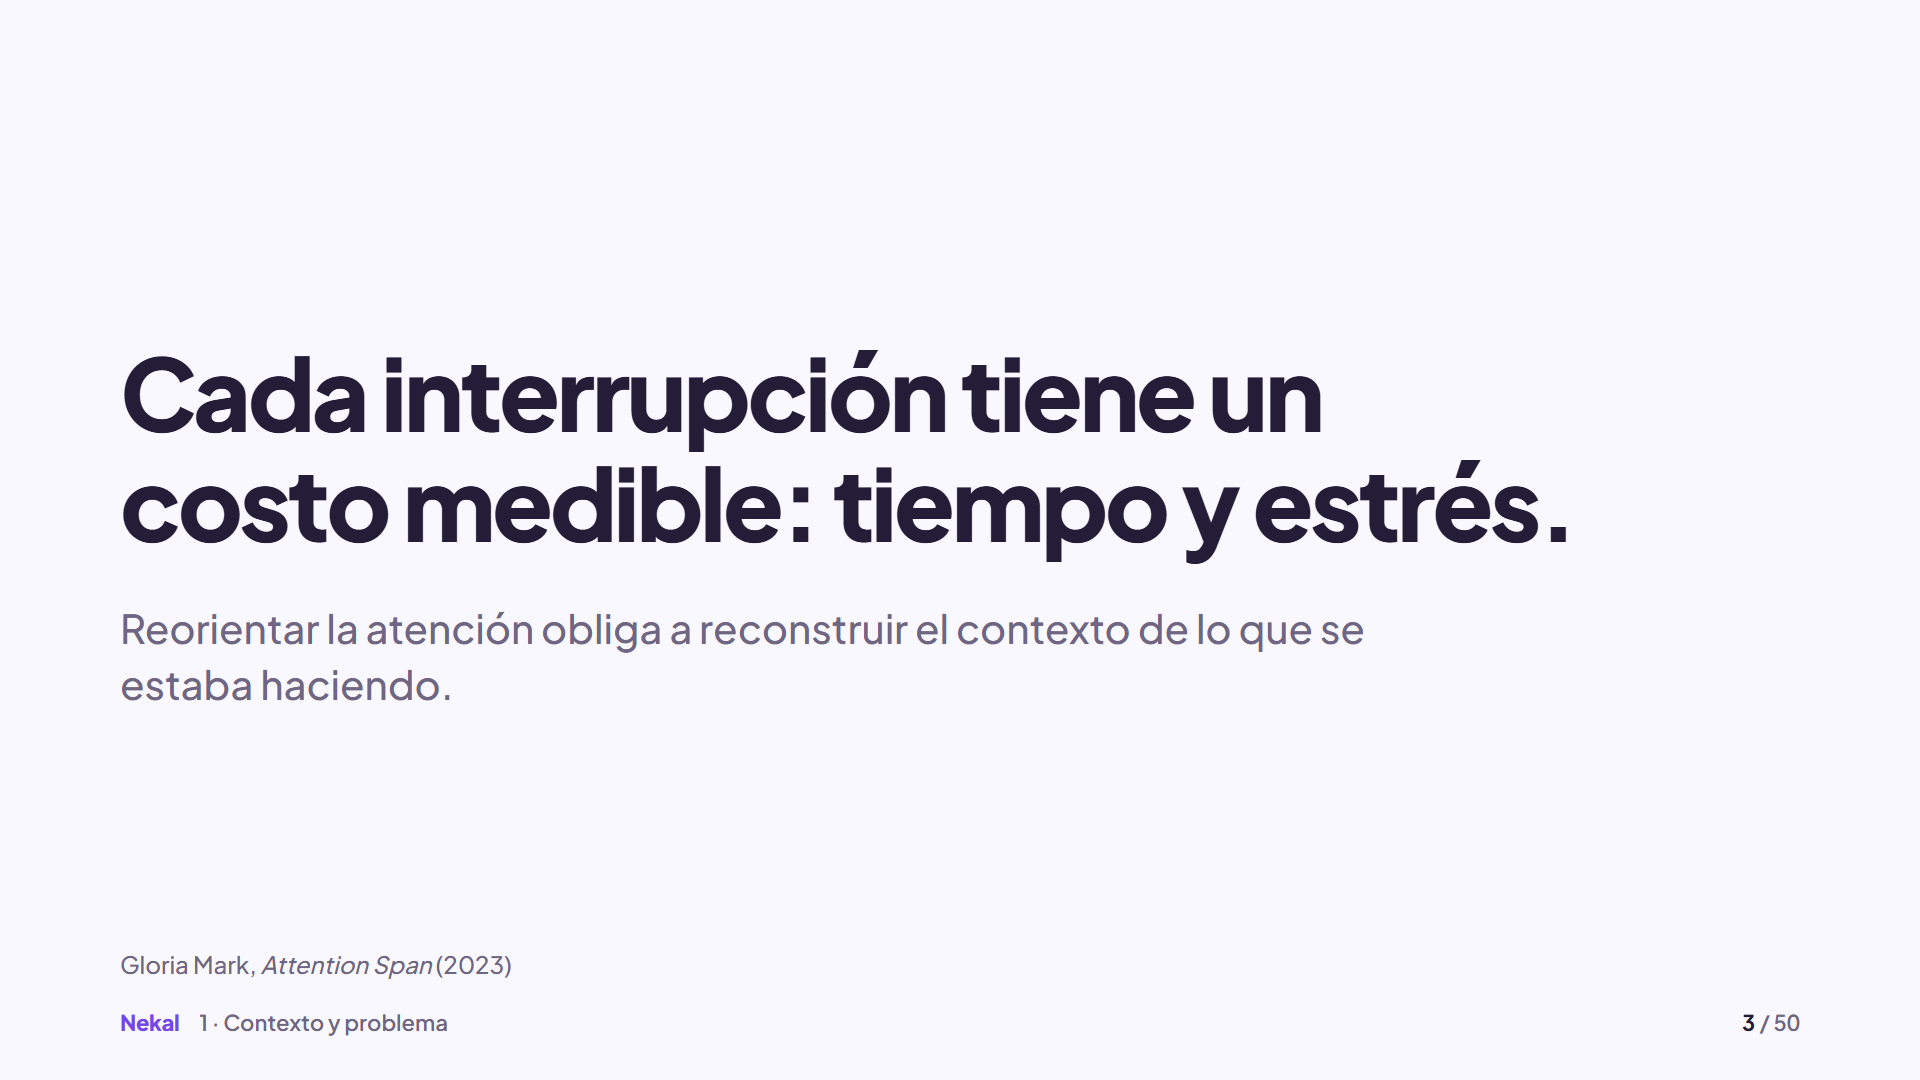 Cada interrupción tiene un
costo medible: tiempo y estrés.
Reorientar la atención obliga a reconstruir el contexto de lo que se
estaba haciendo.
Gloria Mark, Attention Span (2023)
Nekal 1 · Contexto y problema
3 / 50